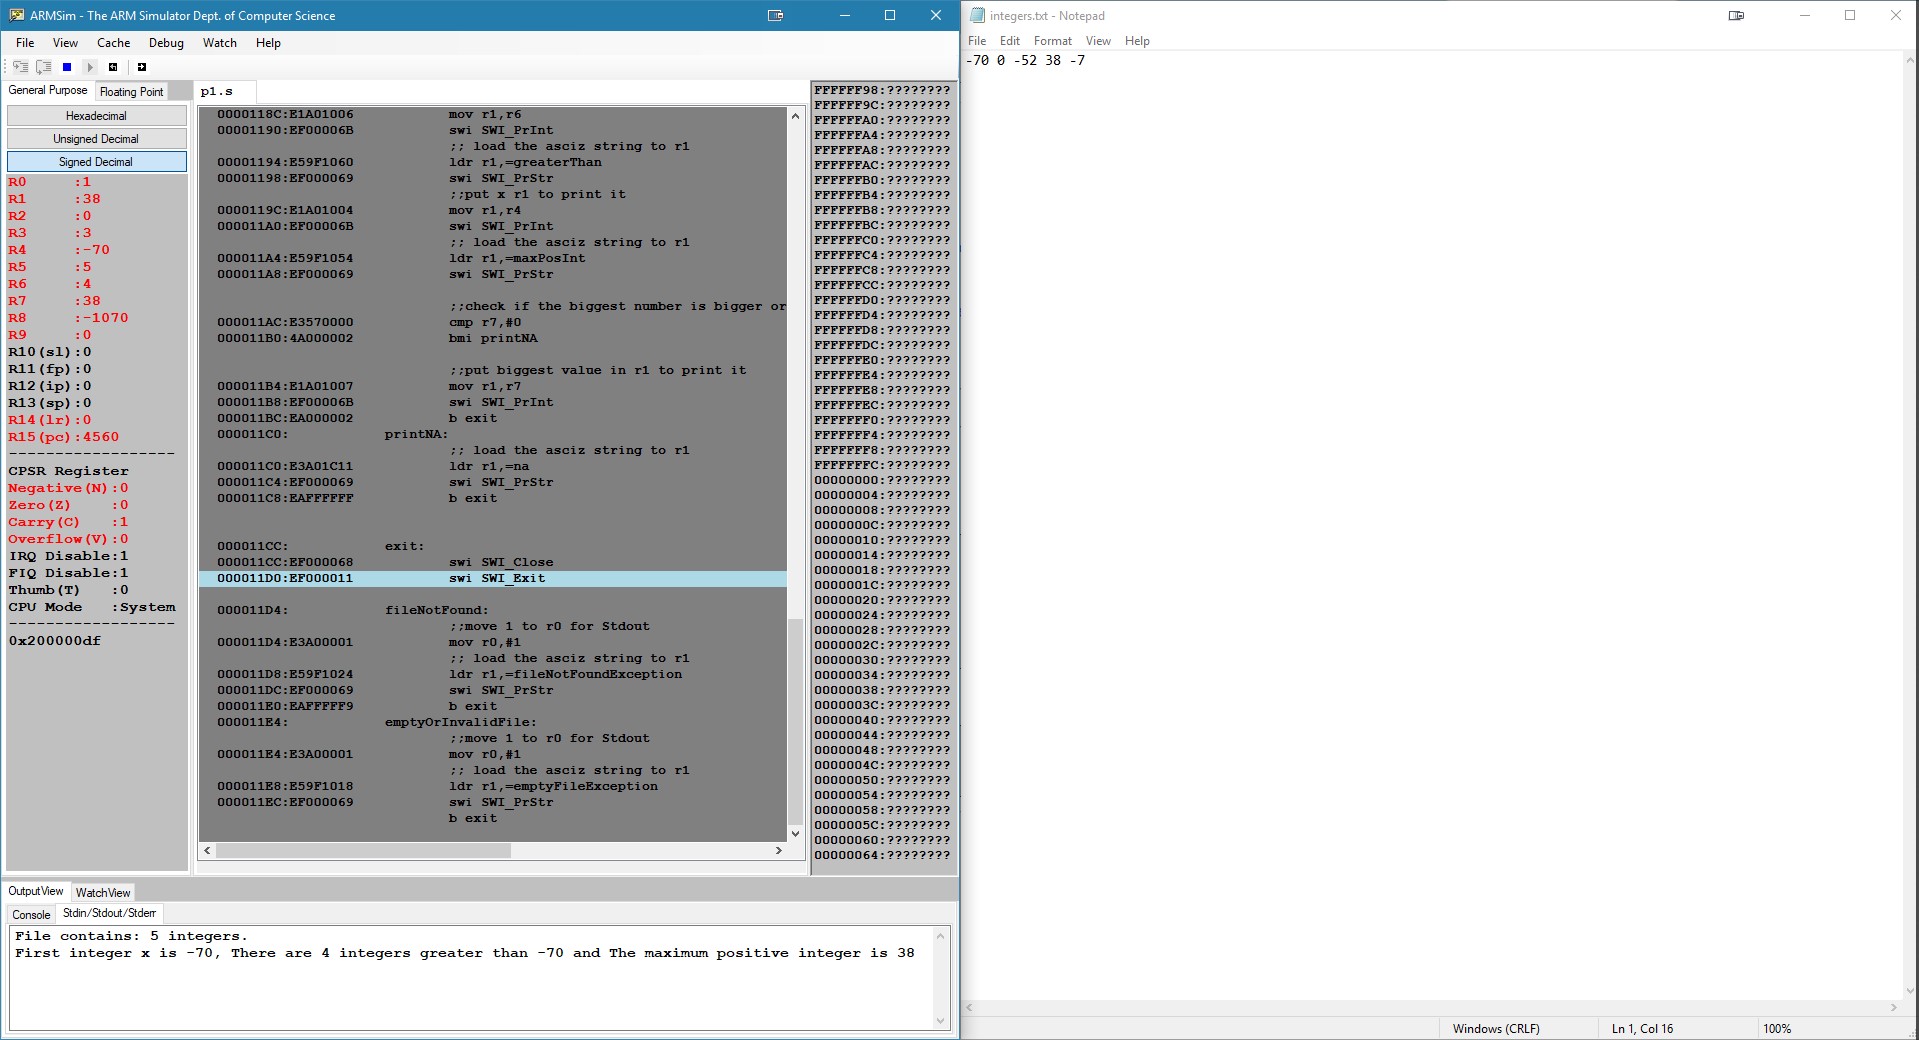 ARMSim - The ARM Simulator Dept. of Computer Science
File View Cache Debug Watch Help
General Purpose Floating Point
Hexadecimal
Unsigned Decimal
Signed Decimal
R0 :1
R1 :38
R2 :0
R3 :3
R4 :-70
R5 :5
R6 :4
R7 :38
R8 :-1070
R9 :0
R10(sl):0
R11(fp):0
R12(ip):0
R13(sp):0
R14(lr):0
R15(pc):4560
------------------
CPSR Register
Negative(N):0
Zero(Z) :0
Carry(C) :1
Overflow(V):0
IRQ Disable:1
FIQ Disable:1
Thumb(T) :0
CPU Mode :System
------------------
0x200000df
p1.s
0000118C:E1A01006 mov r1,r6
00001190:EF00006B swi SWI_PrInt
;; load the asciz string to r1
00001194:E59F1060 ldr r1,=greaterThan
00001198:EF000069 swi SWI_PrStr
;;put x r1 to print it
0000119C:E1A01004 mov r1,r4
000011A0:EF00006B swi SWI_PrInt
;; load the asciz string to r1
000011A4:E59F1054 ldr r1,=maxPosInt
000011A8:EF000069 swi SWI_PrStr
;;check if the biggest number is bigger or
000011AC:E3570000 cmp r7,#0
000011B0:4A000002 bmi printNA
;;put biggest value in r1 to print it
000011B4:E1A01007 mov r1,r7
000011B8:EF00006B swi SWI_PrInt
000011BC:EA000002 b exit
000011C0: printNA:
;; load the asciz string to r1
000011C0:E3A01C11 ldr r1,=na
000011C4:EF000069 swi SWI_PrStr
000011C8:EAFFFFFF b exit
000011CC: exit:
000011CC:EF000068 swi SWI_Close
000011D0:EF000011 swi SWI_Exit
000011D4: fileNotFound:
;;move 1 to r0 for Stdout
000011D4:E3A00001 mov r0,#1
;; load the asciz string to r1
000011D8:E59F1024 ldr r1,=fileNotFoundException
000011DC:EF000069 swi SWI_PrStr
000011E0:EAFFFFF9 b exit
000011E4: emptyOrInvalidFile:
;;move 1 to r0 for Stdout
000011E4:E3A00001 mov r0,#1
;; load the asciz string to r1
000011E8:E59F1018 ldr r1,=emptyFileException
000011EC:EF000069 swi SWI_PrStr
b exit
FFFFFF98:????????
FFFFFF9C:????????
FFFFFFA0:????????
FFFFFFA4:????????
FFFFFFA8:????????
FFFFFFAC:????????
FFFFFFB0:????????
FFFFFFB4:????????
FFFFFFB8:????????
FFFFFFBC:????????
FFFFFFC0:????????
FFFFFFC4:????????
FFFFFFC8:????????
FFFFFFCC:????????
FFFFFFD0:????????
FFFFFFD4:????????
FFFFFFD8:????????
FFFFFFDC:????????
FFFFFFE0:????????
FFFFFFE4:????????
FFFFFFE8:????????
FFFFFFEC:????????
FFFFFFF0:????????
FFFFFFF4:????????
FFFFFFF8:????????
FFFFFFFC:????????
00000000:????????
00000004:????????
00000008:????????
0000000C:????????
00000010:????????
00000014:????????
00000018:????????
0000001C:????????
00000020:????????
00000024:????????
00000028:????????
0000002C:????????
00000030:????????
00000034:????????
00000038:????????
0000003C:????????
00000040:????????
00000044:????????
00000048:????????
0000004C:????????
00000050:????????
00000054:????????
00000058:????????
0000005C:????????
00000060:????????
00000064:????????
OutputView WatchView
Console Stdin/Stdout/Stderr
File contains: 5 integers.
First integer x is -70, There are 4 integers greater than -70 and The maximum positive integer is 38
integers.txt - Notepad
File Edit Format View Help
-70 0 -52 38 -7
Windows (CRLF) Ln 1, Col 16 100%